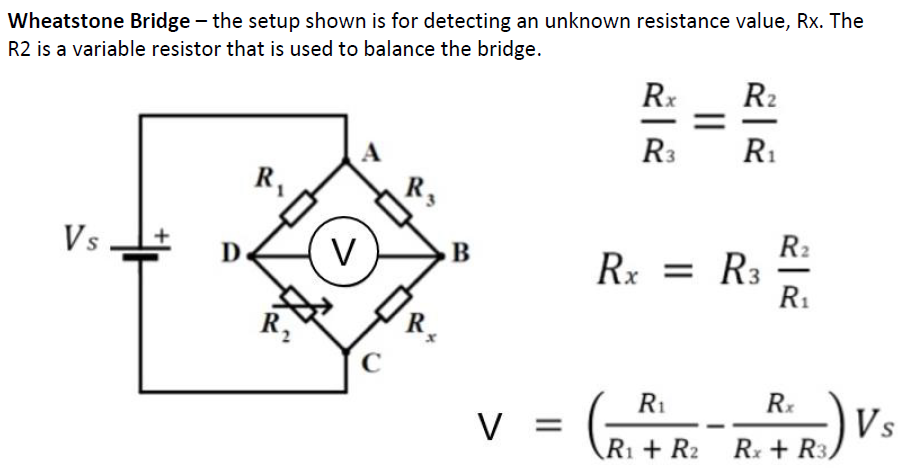 Wheatstone Bridge – the setup shown is for detecting an unknown resistance value, Rx. The
R2 is a variable resistor that is used to balance the bridge.
Rx / R3 = R2 / R1
A
R1
R3
Vs
+
D
V
B
Rx = R3 R2 / R1
R2
Rx
C
V = (R1 / R1 + R2 - Rx / Rx + R3) Vs